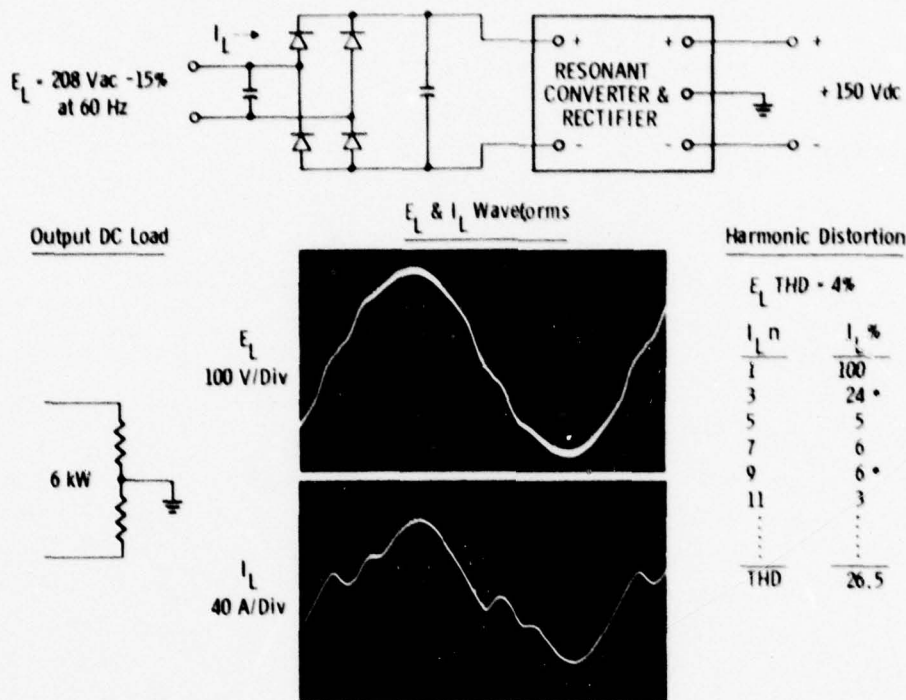 I_L →
E_L = 208 Vac -15%
at 60 Hz
+ +
RESONANT
CONVERTER &
RECTIFIER
- -
+
+ 150 Vdc
-
Output DC Load
6 kW
E_L & I_L Waveforms
E_L
100 V/Div
I_L
40 A/Div
Harmonic Distortion
E_L THD - 4%
I_L n I_L %
1 100
3 24 *
5 5
7 6
9 6 *
11 3
THD 26.5